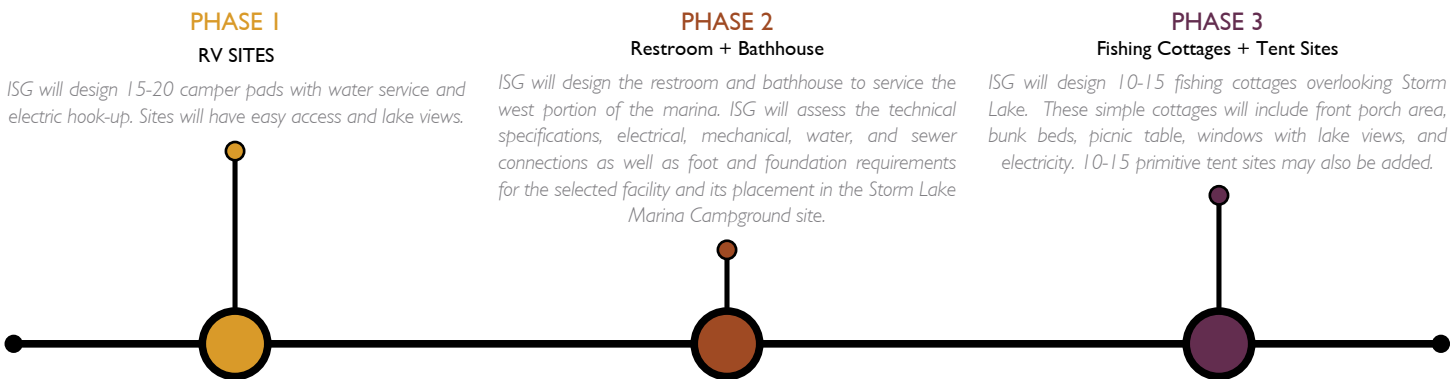 PHASE 1
RV SITES
ISG will design 15-20 camper pads with water service and
electric hook-up. Sites will have easy access and lake views.
PHASE 2
Restroom + Bathhouse
ISG will design the restroom and bathhouse to service the
west portion of the marina. ISG will assess the technical
specifications, electrical, mechanical, water, and sewer
connections as well as foot and foundation requirements
for the selected facility and its placement in the Storm Lake
Marina Campground site.
PHASE 3
Fishing Cottages + Tent Sites
ISG will design 10-15 fishing cottages overlooking Storm
Lake. These simple cottages will include front porch area,
bunk beds, picnic table, windows with lake views, and
electricity. 10-15 primitive tent sites may also be added.